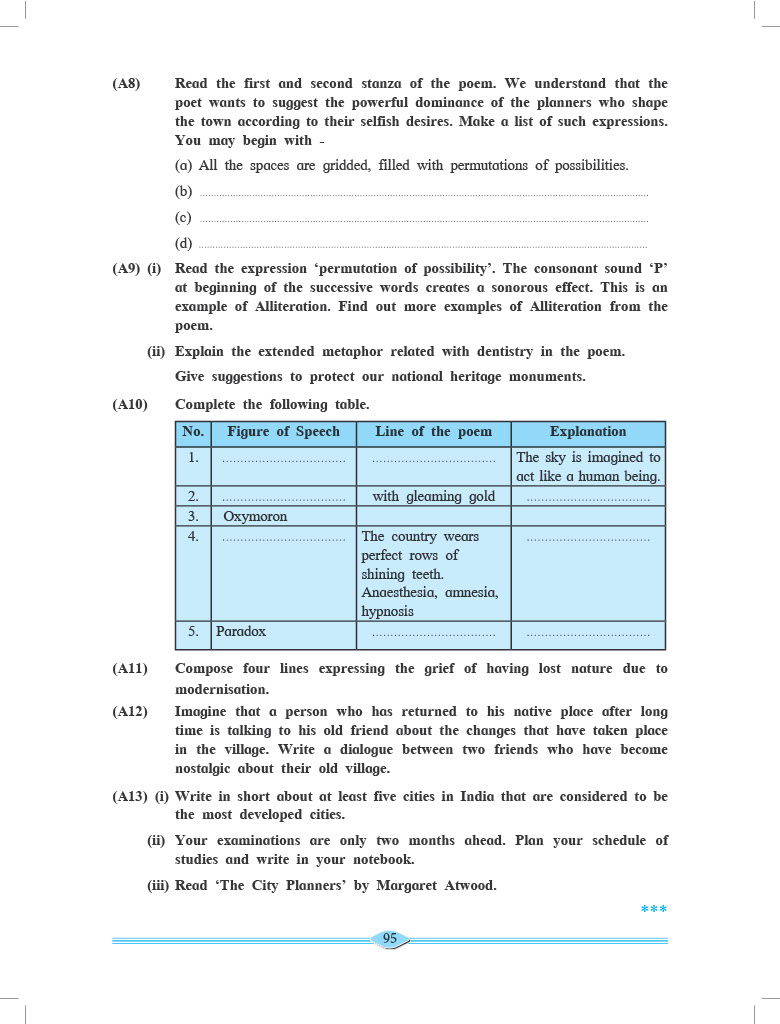 (A8) Read the first and second stanza of the poem. We understand that the
poet wants to suggest the powerful dominance of the planners who shape
the town according to their selfish desires. Make a list of such expressions.
You may begin with -
(a) All the spaces are gridded, filled with permutations of possibilities.
(b) ....................
(c) ....................
(d) ....................
(A9) (i) Read the expression ‘permutation of possibility’. The consonant sound ‘P’
at beginning of the successive words creates a sonorous effect. This is an
example of Alliteration. Find out more examples of Alliteration from the
poem.
(ii) Explain the extended metaphor related with dentistry in the poem.
Give suggestions to protect our national heritage monuments.
(A10) Complete the following table.
No. Figure of Speech Line of the poem Explanation
1. .................... .................... The sky is imagined to
act like a human being.
2. .................... with gleaming gold ....................
3. Oxymoron
4. .................... The country wears ....................
perfect rows of
shining teeth.
Anaesthesia, amnesia,
hypnosis
5. Paradox .................... ....................
(A11) Compose four lines expressing the grief of having lost nature due to
modernisation.
(A12) Imagine that a person who has returned to his native place after long
time is talking to his old friend about the changes that have taken place
in the village. Write a dialogue between two friends who have become
nostalgic about their old village.
(A13) (i) Write in short about at least five cities in India that are considered to be
the most developed cities.
(ii) Your examinations are only two months ahead. Plan your schedule of
studies and write in your notebook.
(iii) Read ‘The City Planners’ by Margaret Atwood.
***
95